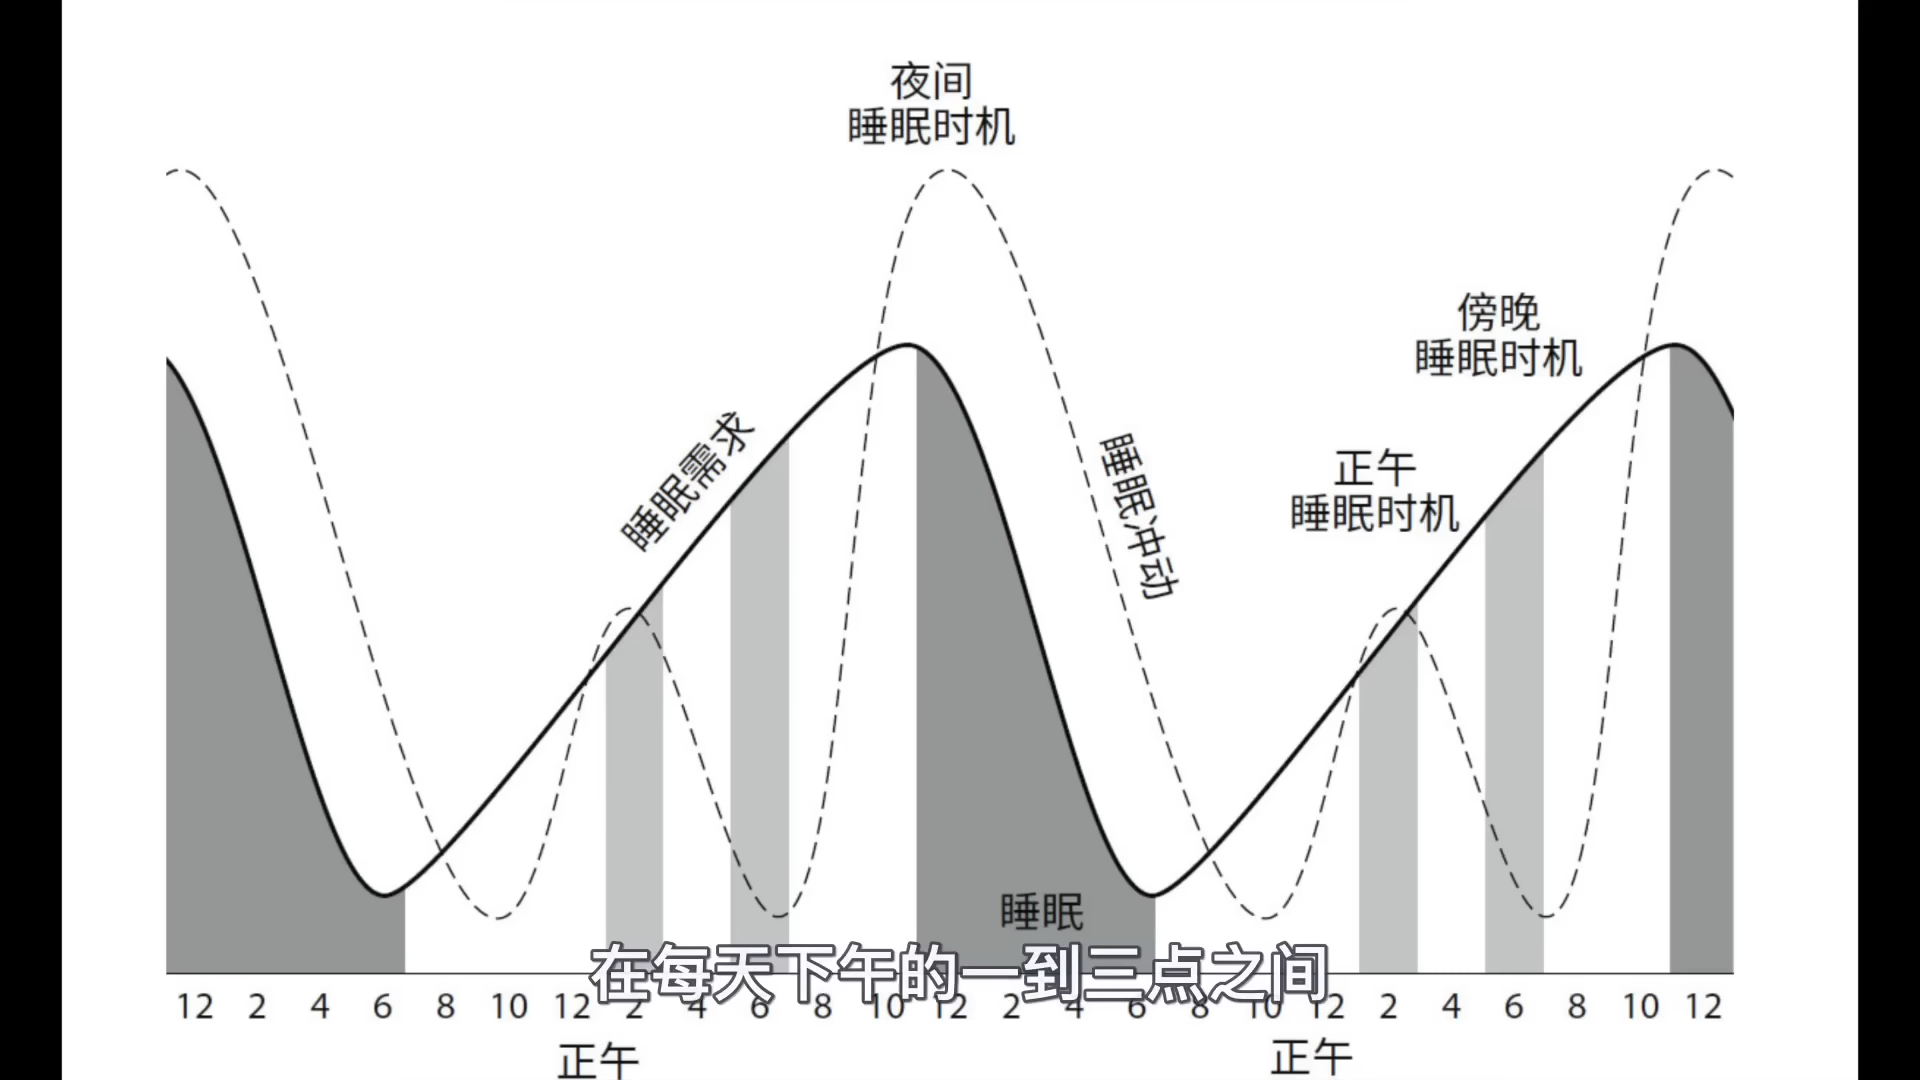 夜间
睡眠时机
傍晚
睡眠时机
睡眠需求
睡眠冲动
正午
睡眠时机
睡眠
在每天下午的一到三点之间
12 2 4 6 8 10 12 2 4 6 8 10 12 2 4 6 8 10 12 2 4 6 8 10 12
正午 正午